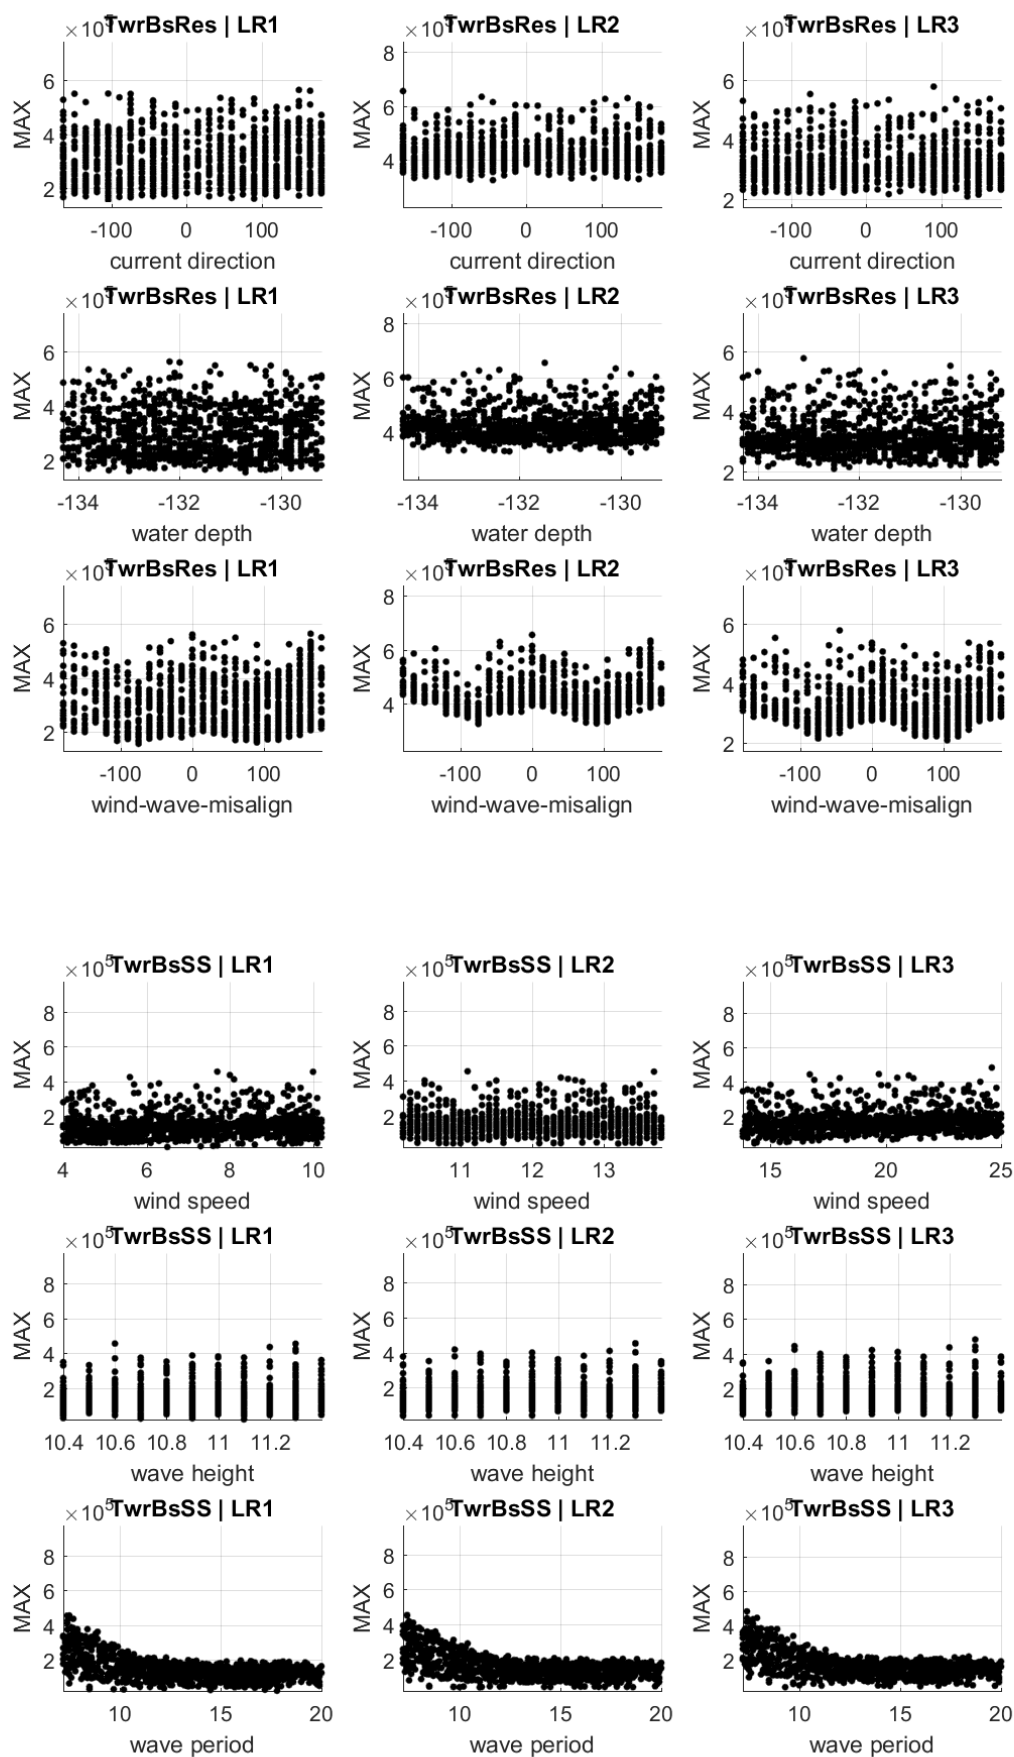 ×10⁵ TwrBsRes | LR1
MAX
6
4
2
-100 0 100
current direction
×10⁵ TwrBsRes | LR2
MAX
8
6
4
-100 0 100
current direction
×10⁵ TwrBsRes | LR3
MAX
6
4
2
-100 0 100
current direction
×10⁵ TwrBsRes | LR1
MAX
6
4
2
-134 -132 -130
water depth
×10⁵ TwrBsRes | LR2
MAX
8
6
4
-134 -132 -130
water depth
×10⁵ TwrBsRes | LR3
MAX
6
4
2
-134 -132 -130
water depth
×10⁵ TwrBsRes | LR1
MAX
6
4
2
-100 0 100
wind-wave-misalign
×10⁵ TwrBsRes | LR2
MAX
8
6
4
-100 0 100
wind-wave-misalign
×10⁵ TwrBsRes | LR3
MAX
6
4
2
-100 0 100
wind-wave-misalign
×10⁵ TwrBsSS | LR1
MAX
8
6
4
2
4 6 8 10
wind speed
×10⁵ TwrBsSS | LR2
MAX
8
6
4
2
11 12 13
wind speed
×10⁵ TwrBsSS | LR3
MAX
8
6
4
2
15 20 25
wind speed
×10⁵ TwrBsSS | LR1
MAX
8
6
4
2
10.4 10.6 10.8 11 11.2
wave height
×10⁵ TwrBsSS | LR2
MAX
8
6
4
2
10.4 10.6 10.8 11 11.2
wave height
×10⁵ TwrBsSS | LR3
MAX
8
6
4
2
10.4 10.6 10.8 11 11.2
wave height
×10⁵ TwrBsSS | LR1
MAX
8
6
4
2
10 15 20
wave period
×10⁵ TwrBsSS | LR2
MAX
8
6
4
2
10 15 20
wave period
×10⁵ TwrBsSS | LR3
MAX
8
6
4
2
10 15 20
wave period